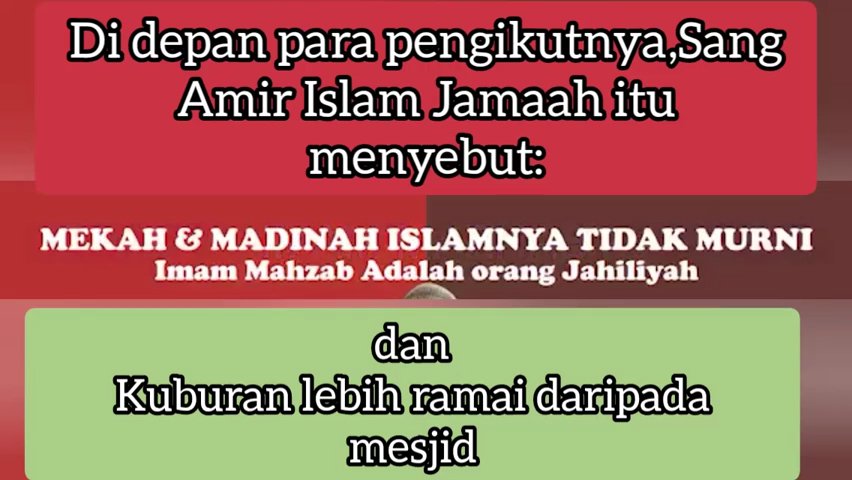 Di depan para pengikutnya,Sang
Amir Islam Jamaah itu
menyebut:
MEKAH & MADINAH ISLAMNYA TIDAK MURNI
Imam Mahzab Adalah orang Jahiliyah
dan
Kuburan lebih ramai daripada
mesjid